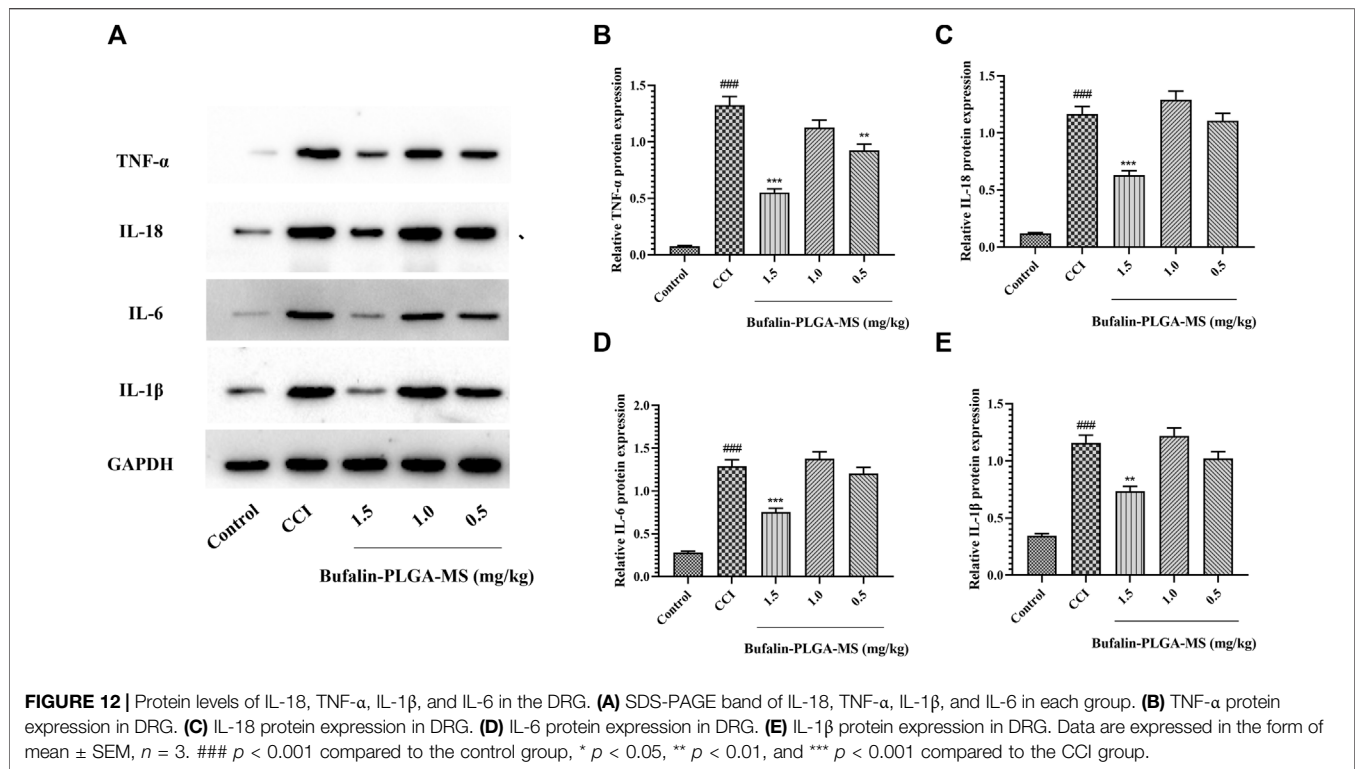 A
TNF-α
IL-18
IL-6
IL-1β
GAPDH
Control
CCI
1.5
1.0
0.5
Bufalin-PLGA-MS (mg/kg)
B
Relative TNF-α protein expression
1.5
1.0
0.5
0.0
###
***
**
Control
CCI
1.5
1.0
0.5
Bufalin-PLGA-MS (mg/kg)
C
Relative IL-18 protein expression
1.5
1.0
0.5
0.0
###
***
Control
CCI
1.5
1.0
0.5
Bufalin-PLGA-MS (mg/kg)
D
Relative IL-6 protein expression
2.0
1.5
1.0
0.5
0.0
###
***
Control
CCI
1.5
1.0
0.5
Bufalin-PLGA-MS (mg/kg)
E
Relative IL-1β protein expression
1.5
1.0
0.5
0.0
###
**
Control
CCI
1.5
1.0
0.5
Bufalin-PLGA-MS (mg/kg)
FIGURE 12 | Protein levels of IL-18, TNF-α, IL-1β, and IL-6 in the DRG. (A) SDS-PAGE band of IL-18, TNF-α, IL-1β, and IL-6 in each group. (B) TNF-α protein
expression in DRG. (C) IL-18 protein expression in DRG. (D) IL-6 protein expression in DRG. (E) IL-1β protein expression in DRG. Data are expressed in the form of
mean ± SEM, n = 3. ### p < 0.001 compared to the control group, * p < 0.05, ** p < 0.01, and *** p < 0.001 compared to the CCI group.